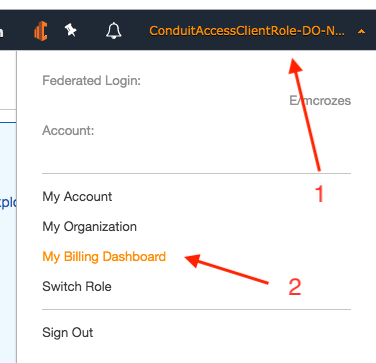 ConduitAccessClientRole-DO-N...
Federated Login:
E/mcrozes
Account:
My Account
My Organization
My Billing Dashboard
Switch Role
Sign Out
1
2